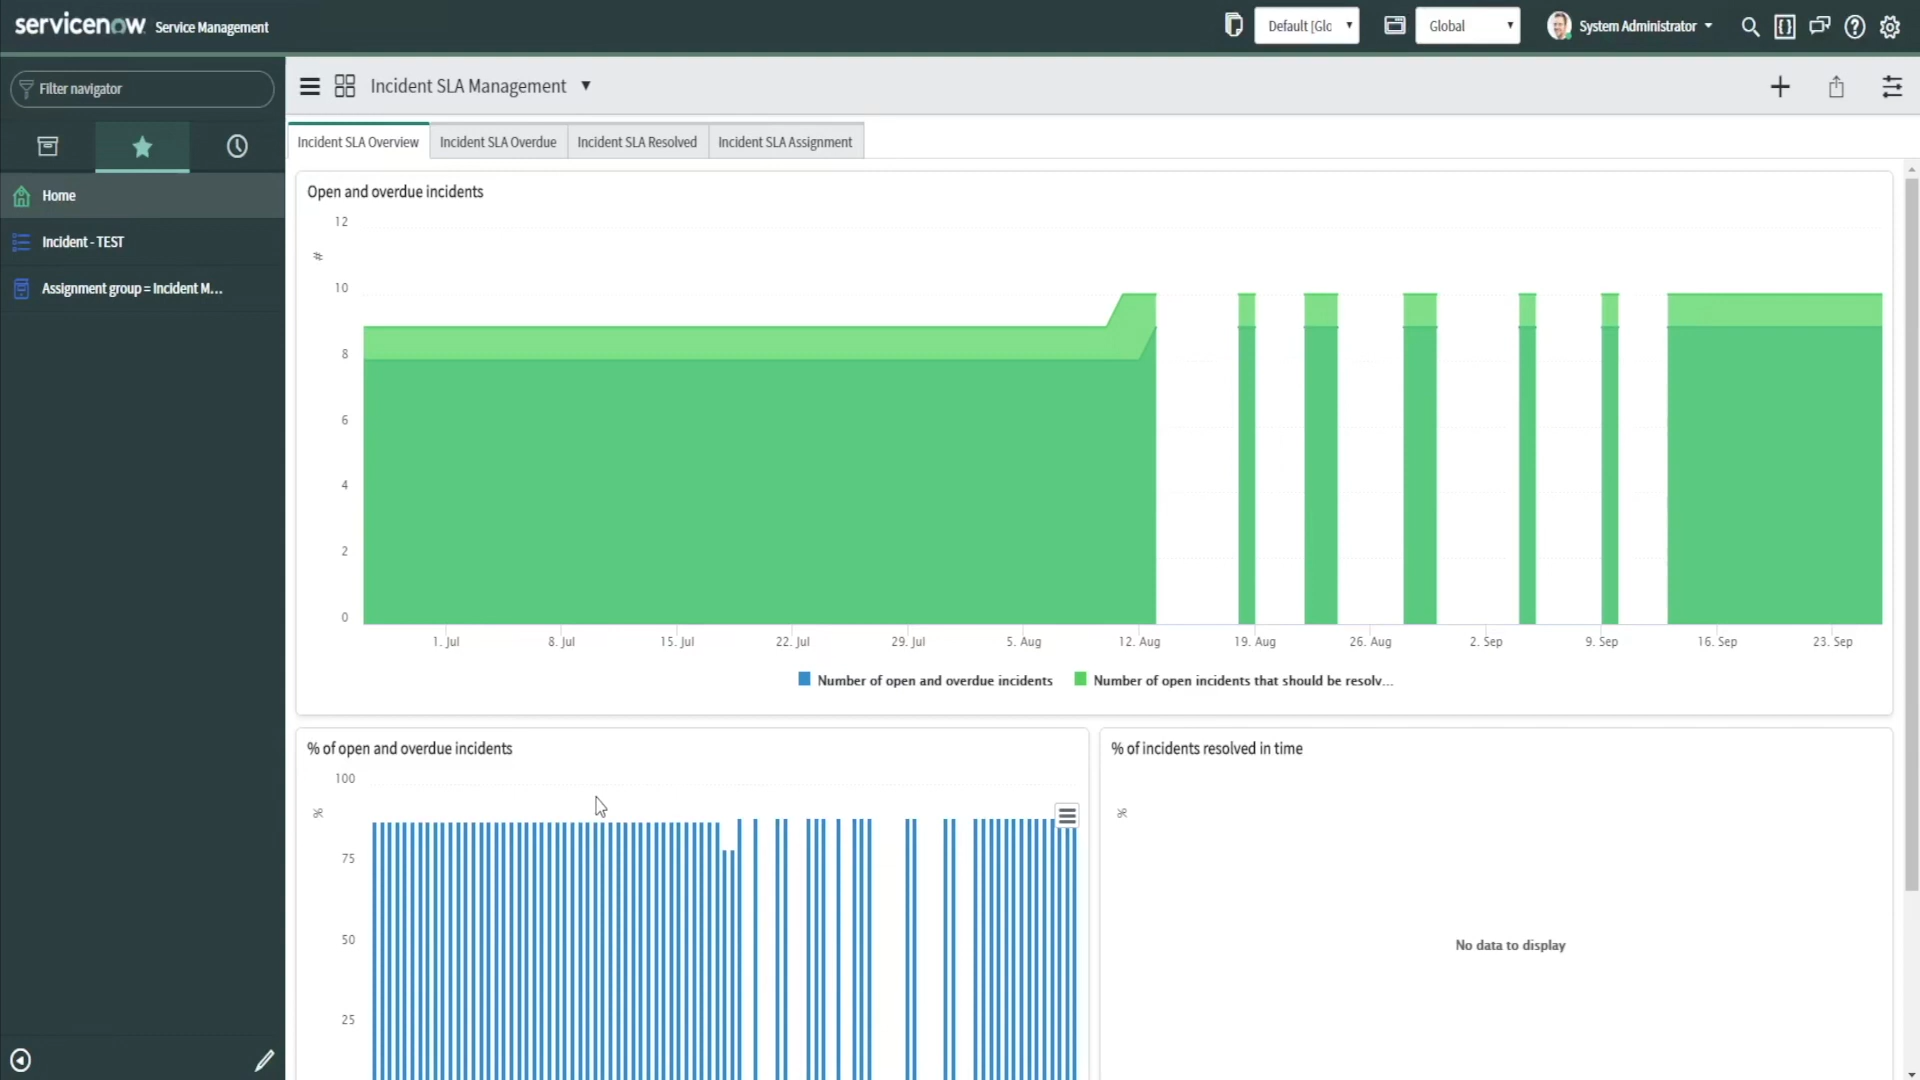 servicenow Service Management
Default [Glo
Global
System Administrator
Filter navigator
Incident SLA Management
Incident SLA Overview
Incident SLA Overdue
Incident SLA Resolved
Incident SLA Assignment
Home
Incident - TEST
Assignment group = Incident M...
Open and overdue incidents
12
#
10
8
6
4
2
0
1. Jul
8. Jul
15. Jul
22. Jul
29. Jul
5. Aug
12. Aug
19. Aug
26. Aug
2. Sep
9. Sep
16. Sep
23. Sep
Number of open and overdue incidents
Number of open incidents that should be resolv...
% of open and overdue incidents
100
%
75
50
25
% of incidents resolved in time
%
No data to display